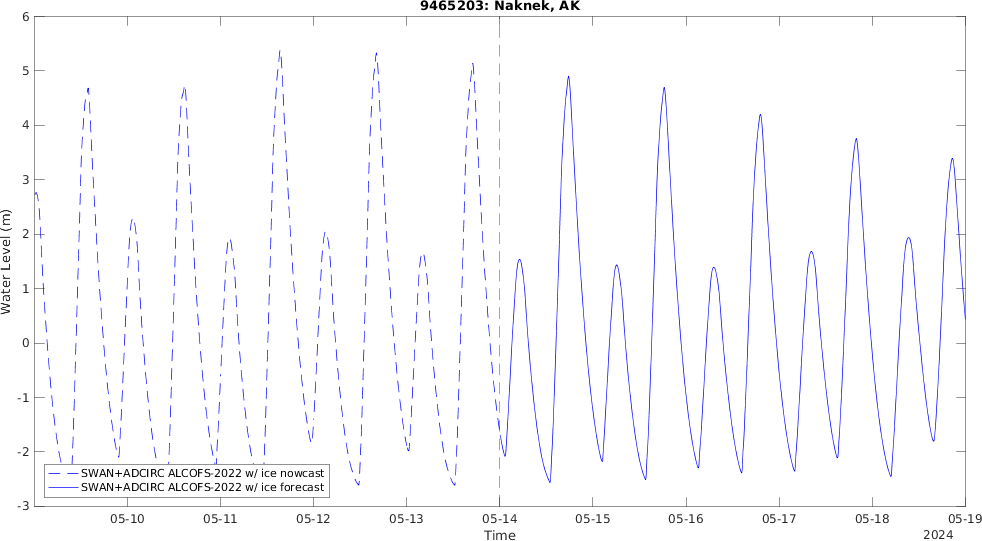 9465203: Naknek, AK
6
5
4
3
2
1
0
-1
-2
-3
Water Level (m)
SWAN+ADCIRC ALCOFS-2022 w/ ice nowcast
SWAN+ADCIRC ALCOFS-2022 w/ ice forecast
05-10 05-11 05-12 05-13 05-14 05-15 05-16 05-17 05-18 05-19
Time
2024